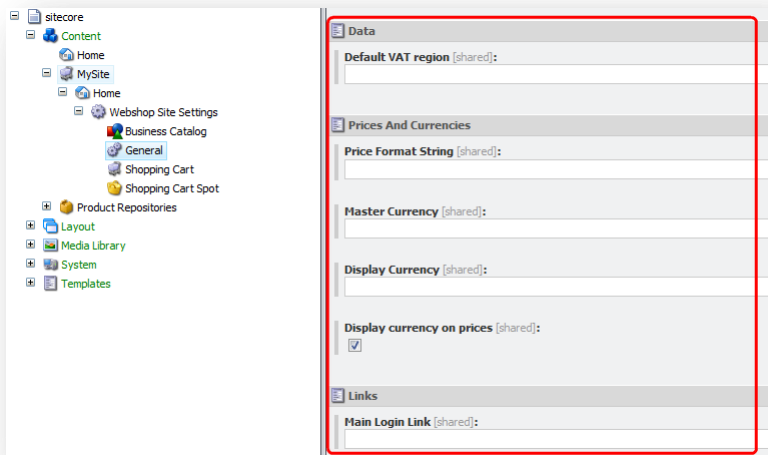 sitecore
Content
Home
MySite
Home
Webshop Site Settings
Business Catalog
General
Shopping Cart
Shopping Cart Spot
Product Repositories
Layout
Media Library
System
Templates
Data
Default VAT region [shared]:
Prices And Currencies
Price Format String [shared]:
Master Currency [shared]:
Display Currency [shared]:
Display currency on prices [shared]:
Links
Main Login Link [shared]: